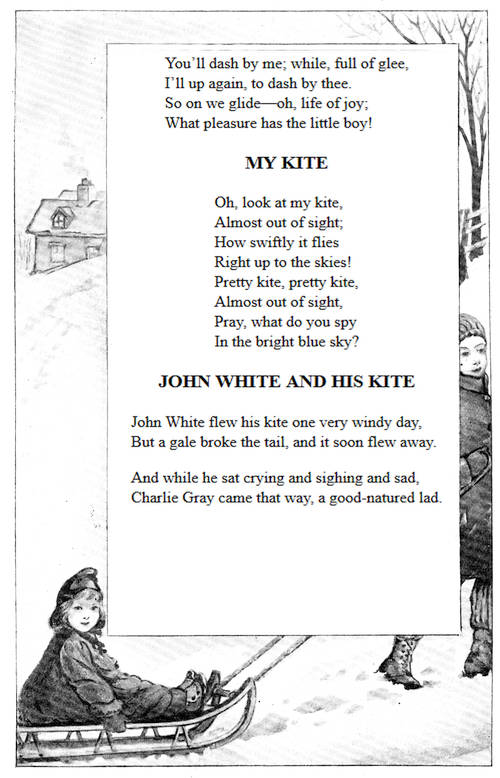 You’ll dash by me; while, full of glee,
I’ll up again, to dash by thee.
So on we glide—oh, life of joy;
What pleasure has the little boy!
MY KITE
Oh, look at my kite,
Almost out of sight;
How swiftly it flies
Right up to the skies!
Pretty kite, pretty kite,
Almost out of sight,
Pray, what do you spy
In the bright blue sky?
JOHN WHITE AND HIS KITE
John White flew his kite one very windy day,
But a gale broke the tail, and it soon flew away.
And while he sat crying and sighing and sad,
Charlie Gray came that way, a good-natured lad.